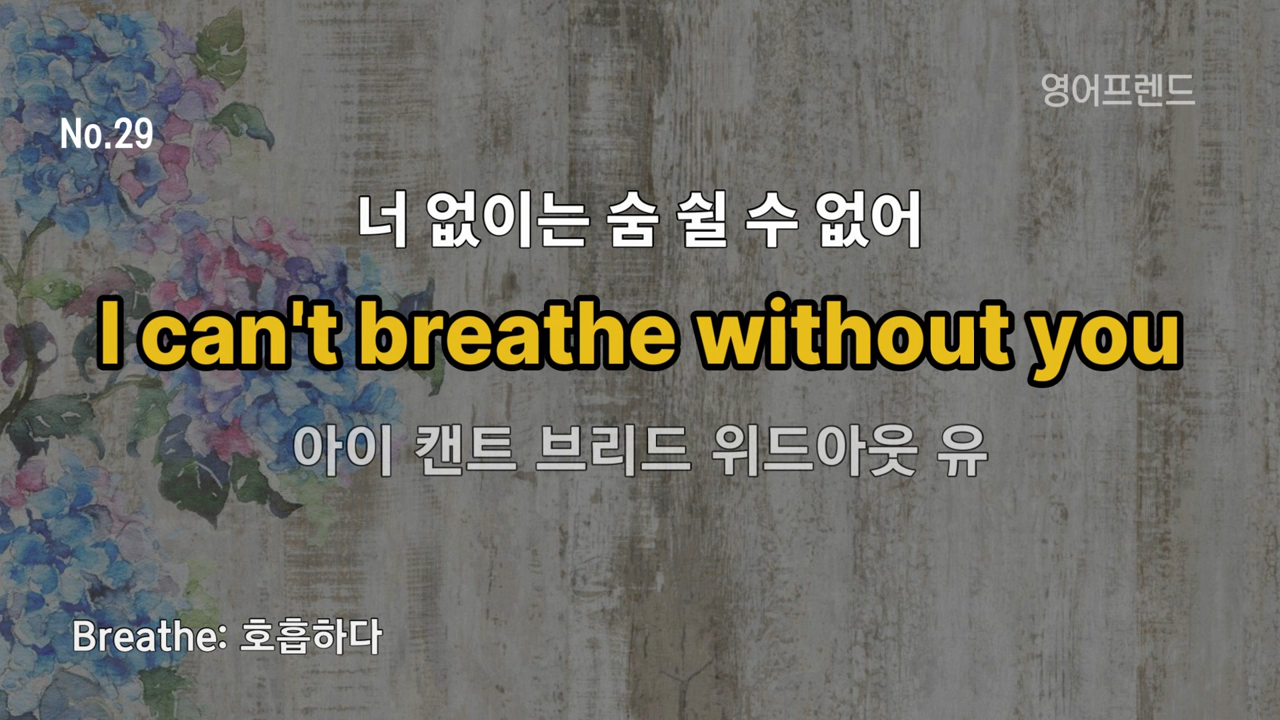 영어프렌드
No.29
너 없이는 숨 쉴 수 없어
I can't breathe without you
아이 캔트 브리드 위드아웃 유
Breathe: 호흡하다